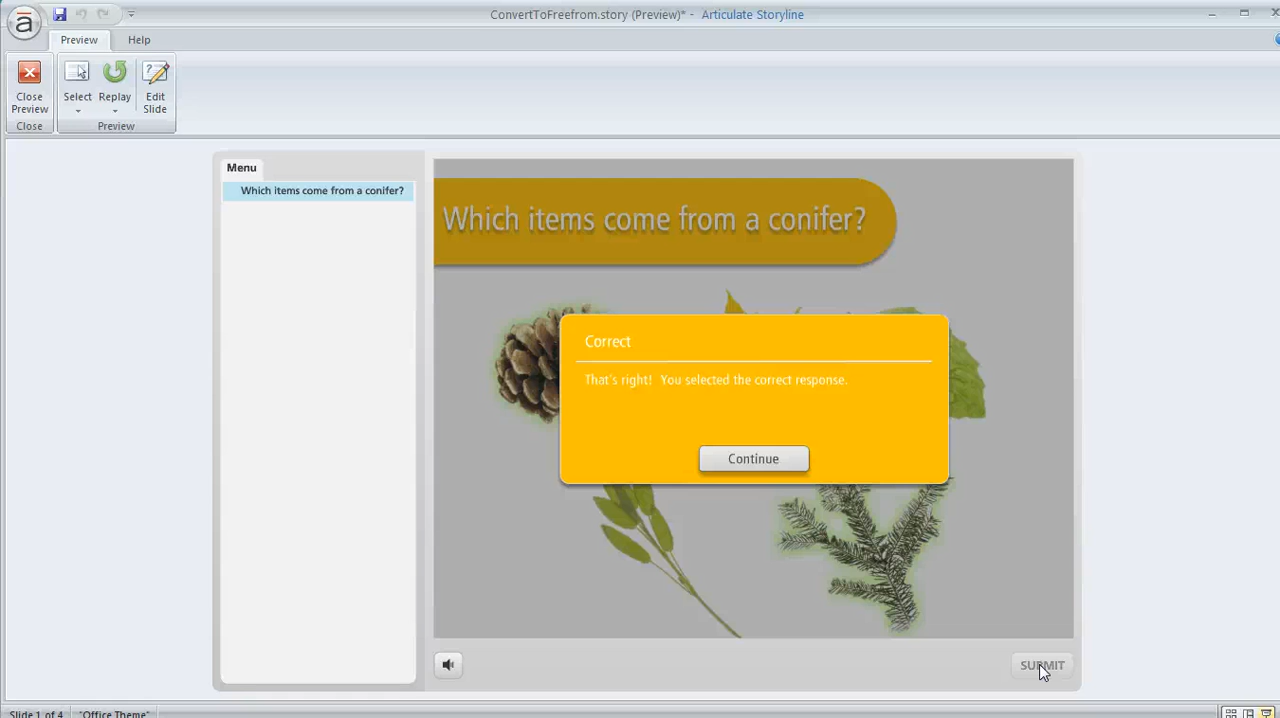 ConvertToFreefrom.story (Preview)* - Articulate Storyline
Preview Help
Close Preview
Select
Replay
Edit Slide
Close
Preview
Menu
Which items come from a conifer?
Which items come from a conifer?
Correct
That's right! You selected the correct response.
Continue
SUBMIT
Slide 1 of 4 "Office Theme"